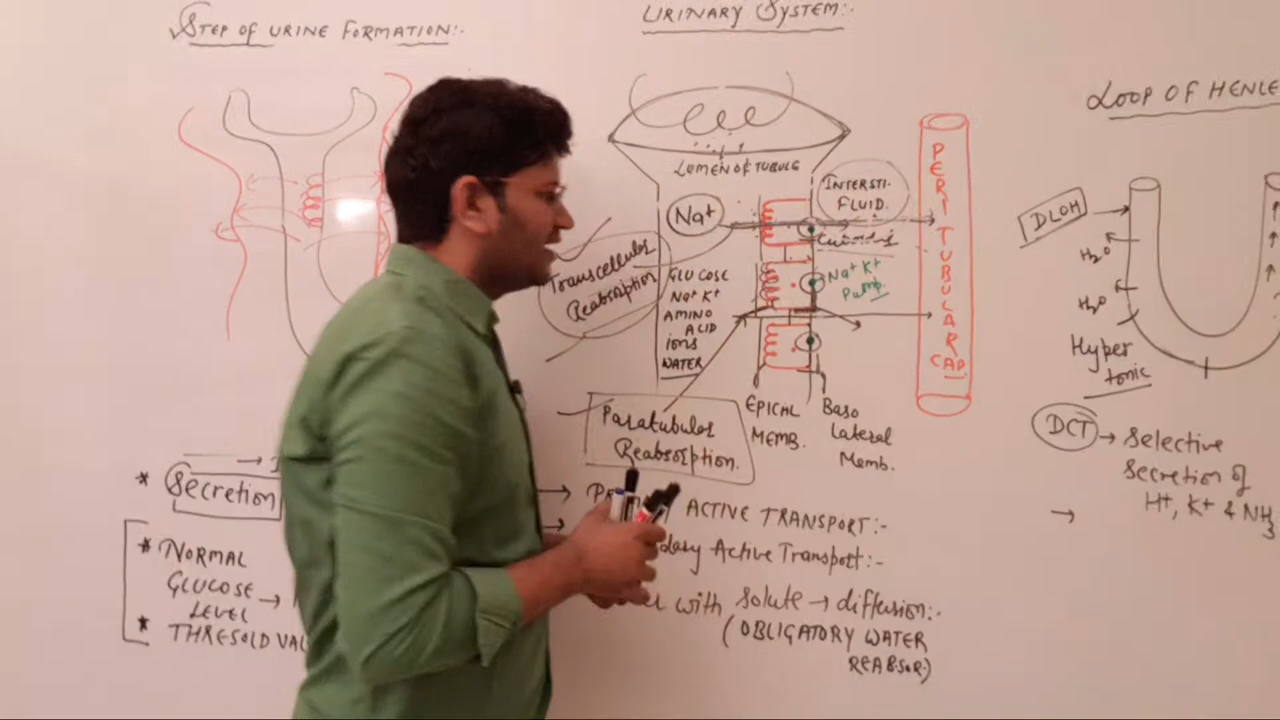 STEP OF URINE FORMATION:-
URINARY SYSTEM:-
LOOP OF HENLE
LUMEN OF TUBULE
INTERSTI-
FLUID.
Na+
Transcellular
Reabsorption
GLUCOSE
Na+ K+
AMINO
ACID
ions
WATER
Na+ K+
Pump.
PERITUBULAR
CAP
EPICAL
MEMB.
Baso
Lateral
Memb.
Paratubular
Reabsorption.
DLOH
H2O
H2O
Hyper
tonic
DCT → Selective
Secretion of
H+, K+ & NH3
* Secretion
* NORMAL
GLUCOSE →
LEVEL
* THRESOLD VAL
ACTIVE TRANSPORT:-
Active Transport:-
with Solute → diffusion:-
(OBLIGATORY WATER
REABSOR.)